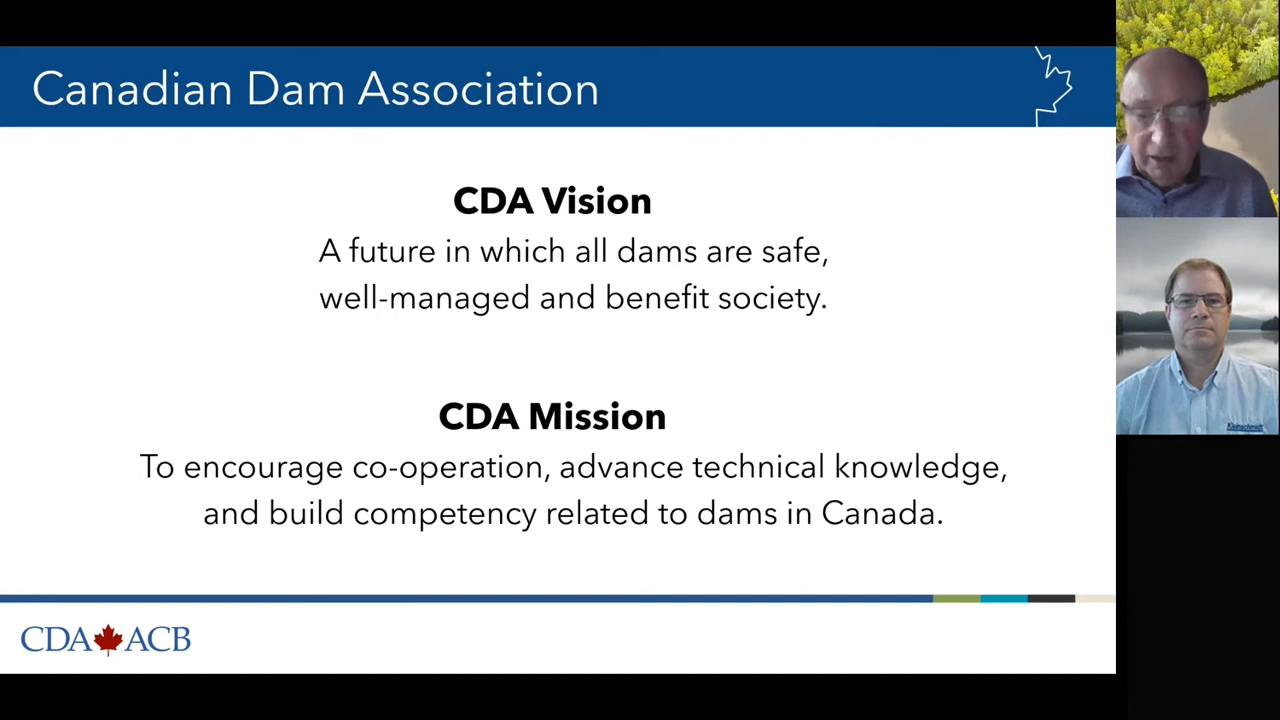 Canadian Dam Association
CDA Vision
A future in which all dams are safe,
well-managed and benefit society.
CDA Mission
To encourage co-operation, advance technical knowledge,
and build competency related to dams in Canada.
CDA ACB
Kleinschmidt